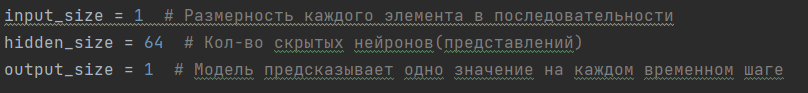 input_size = 1  # Размерность каждого элемента в последовательности
hidden_size = 64  # Кол-во скрытых нейронов(представлений)
output_size = 1  # Модель предсказывает одно значение на каждом временном шаге